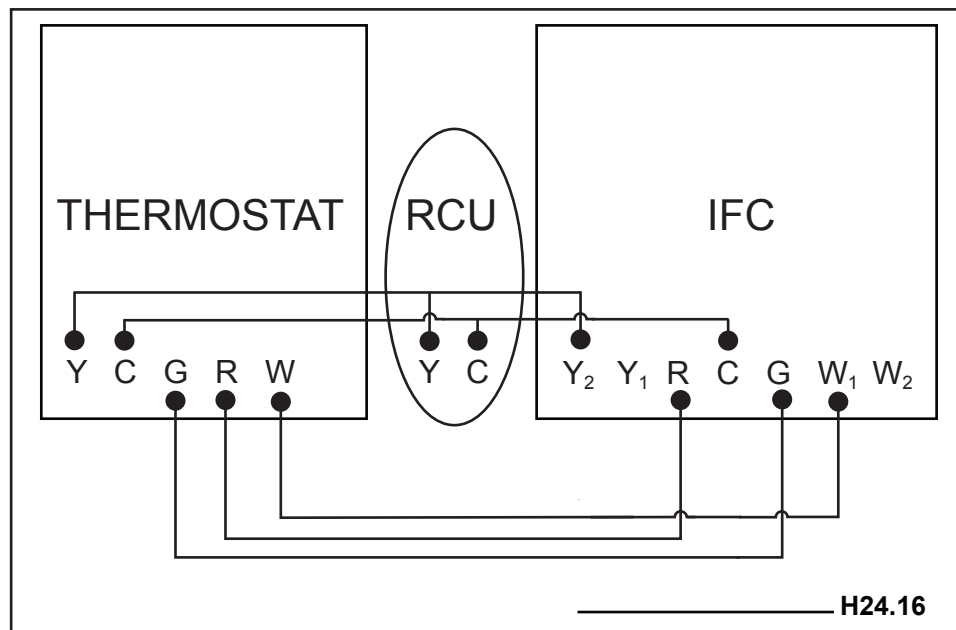 THERMOSTAT RCU IFC
Y C G R W Y C Y₂ Y₁ R C G W₁ W₂
H24.16